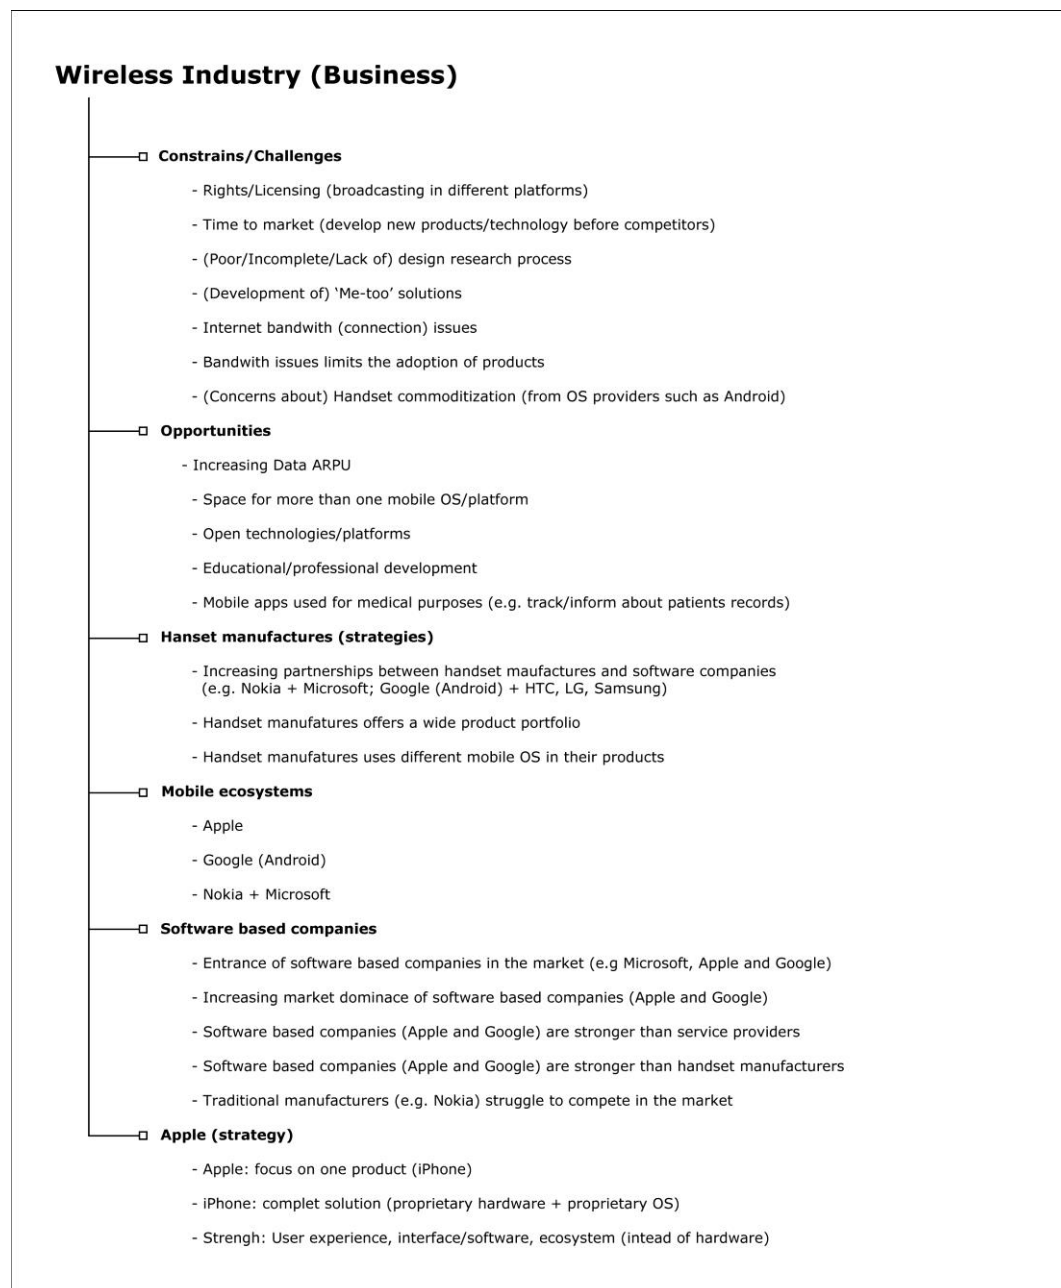 Wireless Industry (Business)
Constrains/Challenges
- Rights/Licensing (broadcasting in different platforms)
- Time to market (develop new products/technology before competitors)
- (Poor/Incomplete/Lack of) design research process
- (Development of) ‘Me-too’ solutions
- Internet bandwith (connection) issues
- Bandwith issues limits the adoption of products
- (Concerns about) Handset commoditization (from OS providers such as Android)
Opportunities
- Increasing Data ARPU
- Space for more than one mobile OS/platform
- Open technologies/platforms
- Educational/professional development
- Mobile apps used for medical purposes (e.g. track/inform about patients records)
Hanset manufactures (strategies)
- Increasing partnerships between handset maufactures and software companies
(e.g. Nokia + Microsoft; Google (Android) + HTC, LG, Samsung)
- Handset manufatures offers a wide product portfolio
- Handset manufatures uses different mobile OS in their products
Mobile ecosystems
- Apple
- Google (Android)
- Nokia + Microsoft
Software based companies
- Entrance of software based companies in the market (e.g Microsoft, Apple and Google)
- Increasing market dominace of software based companies (Apple and Google)
- Software based companies (Apple and Google) are stronger than service providers
- Software based companies (Apple and Google) are stronger than handset manufacturers
- Traditional manufacturers (e.g. Nokia) struggle to compete in the market
Apple (strategy)
- Apple: focus on one product (iPhone)
- iPhone: complet solution (proprietary hardware + proprietary OS)
- Strengh: User experience, interface/software, ecosystem (intead of hardware)